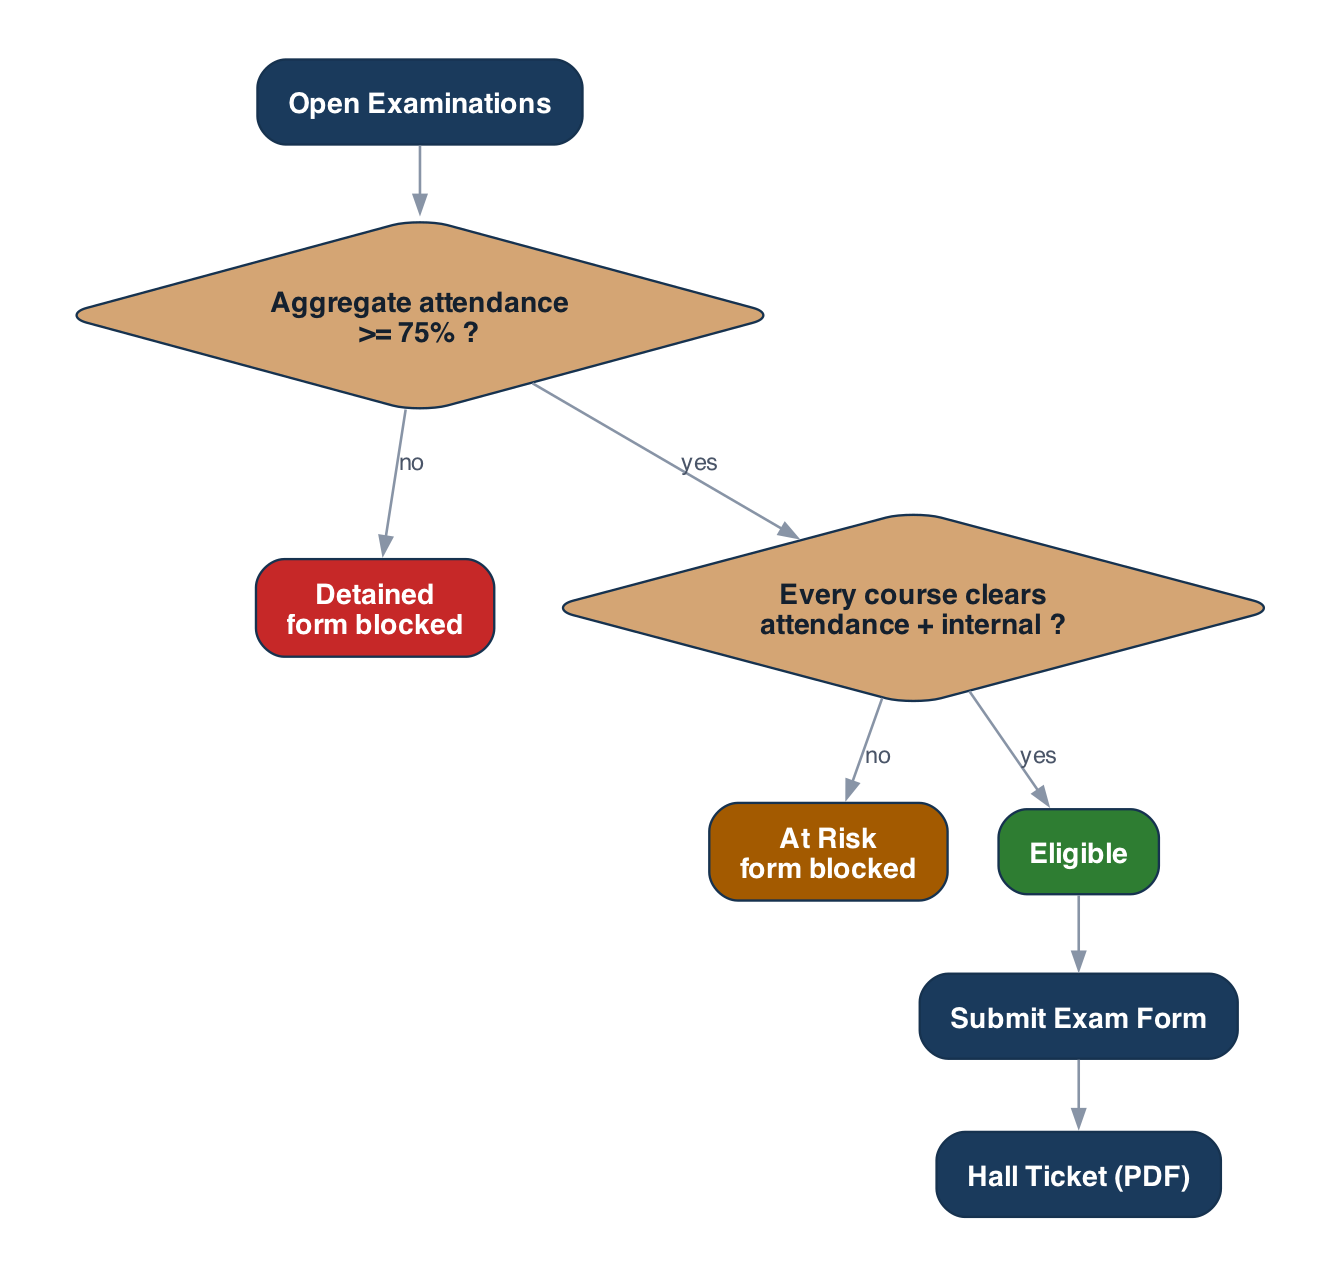 Open Examinations
Aggregate attendance
>= 75% ?
no
yes
Detained
form blocked
Every course clears
attendance + internal ?
no
yes
At Risk
form blocked
Eligible
Submit Exam Form
Hall Ticket (PDF)